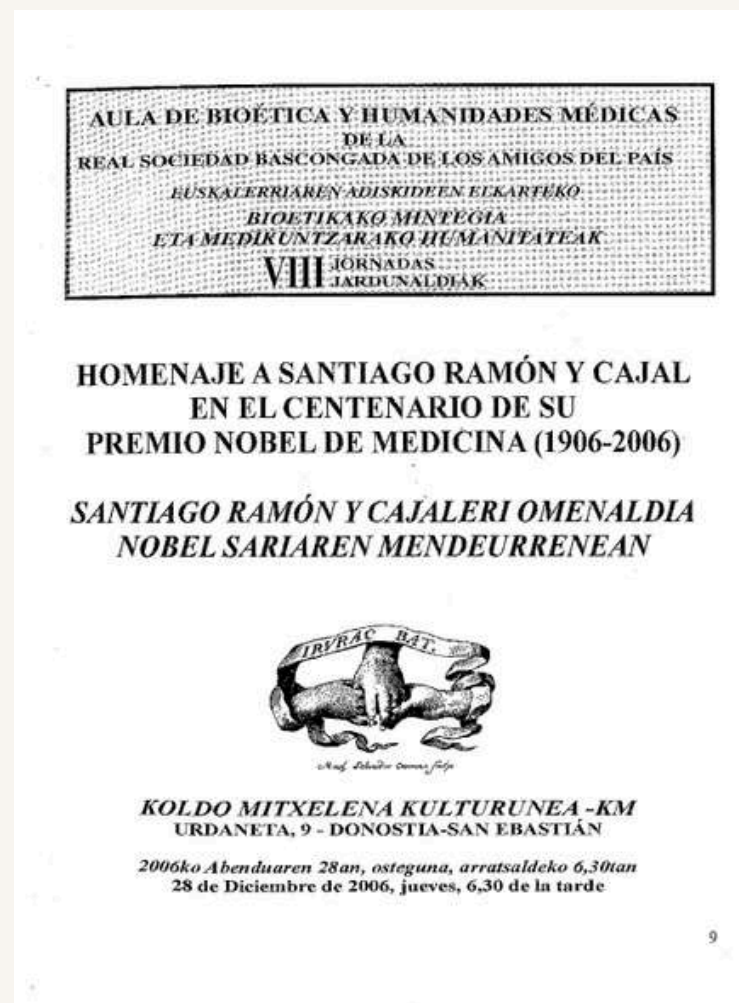 AULA DE BIOÉTICA Y HUMANIDADES MÉDICAS
DE LA
REAL SOCIEDAD BASCONGADA DE LOS AMIGOS DEL PAÍS
EUSKALERRIAREN ADISKIDEEN ELKARTEKO
BIOETIKAKO MINTEGIA
ETA MEDIKUNTZARAKO HUMANITATEAK
VIII JORNADAS
JARDUNALDIAK
HOMENAJE A SANTIAGO RAMÓN Y CAJAL
EN EL CENTENARIO DE SU
PREMIO NOBEL DE MEDICINA (1906-2006)
SANTIAGO RAMÓN Y CAJALERI OMENALDIA
NOBEL SARIAREN MENDEURRENEAN
IRVRAC BAT.
KOLDO MITXELENA KULTURUNEA -KM
URDANETA, 9 - DONOSTIA-SAN EBASTIÁN
2006ko Abenduaren 28an, osteguna, arratsaldeko 6,30tan
28 de Diciembre de 2006, jueves, 6,30 de la tarde
9